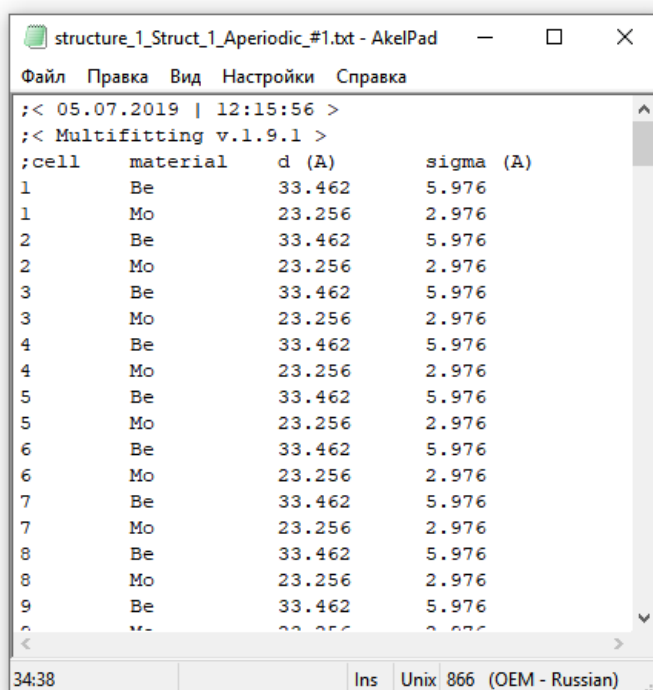 structure_1_Struct_1_Aperiodic_#1.txt - AkelPad
Файл Правка Вид Настройки Справка
;< 05.07.2019 | 12:15:56 >
;< Multifitting v.1.9.1 >
;cell material d (A) sigma (A)
1 Be 33.462 5.976
1 Mo 23.256 2.976
2 Be 33.462 5.976
2 Mo 23.256 2.976
3 Be 33.462 5.976
3 Mo 23.256 2.976
4 Be 33.462 5.976
4 Mo 23.256 2.976
5 Be 33.462 5.976
5 Mo 23.256 2.976
6 Be 33.462 5.976
6 Mo 23.256 2.976
7 Be 33.462 5.976
7 Mo 23.256 2.976
8 Be 33.462 5.976
8 Mo 23.256 2.976
9 Be 33.462 5.976
34:38 Ins Unix 866 (OEM - Russian)